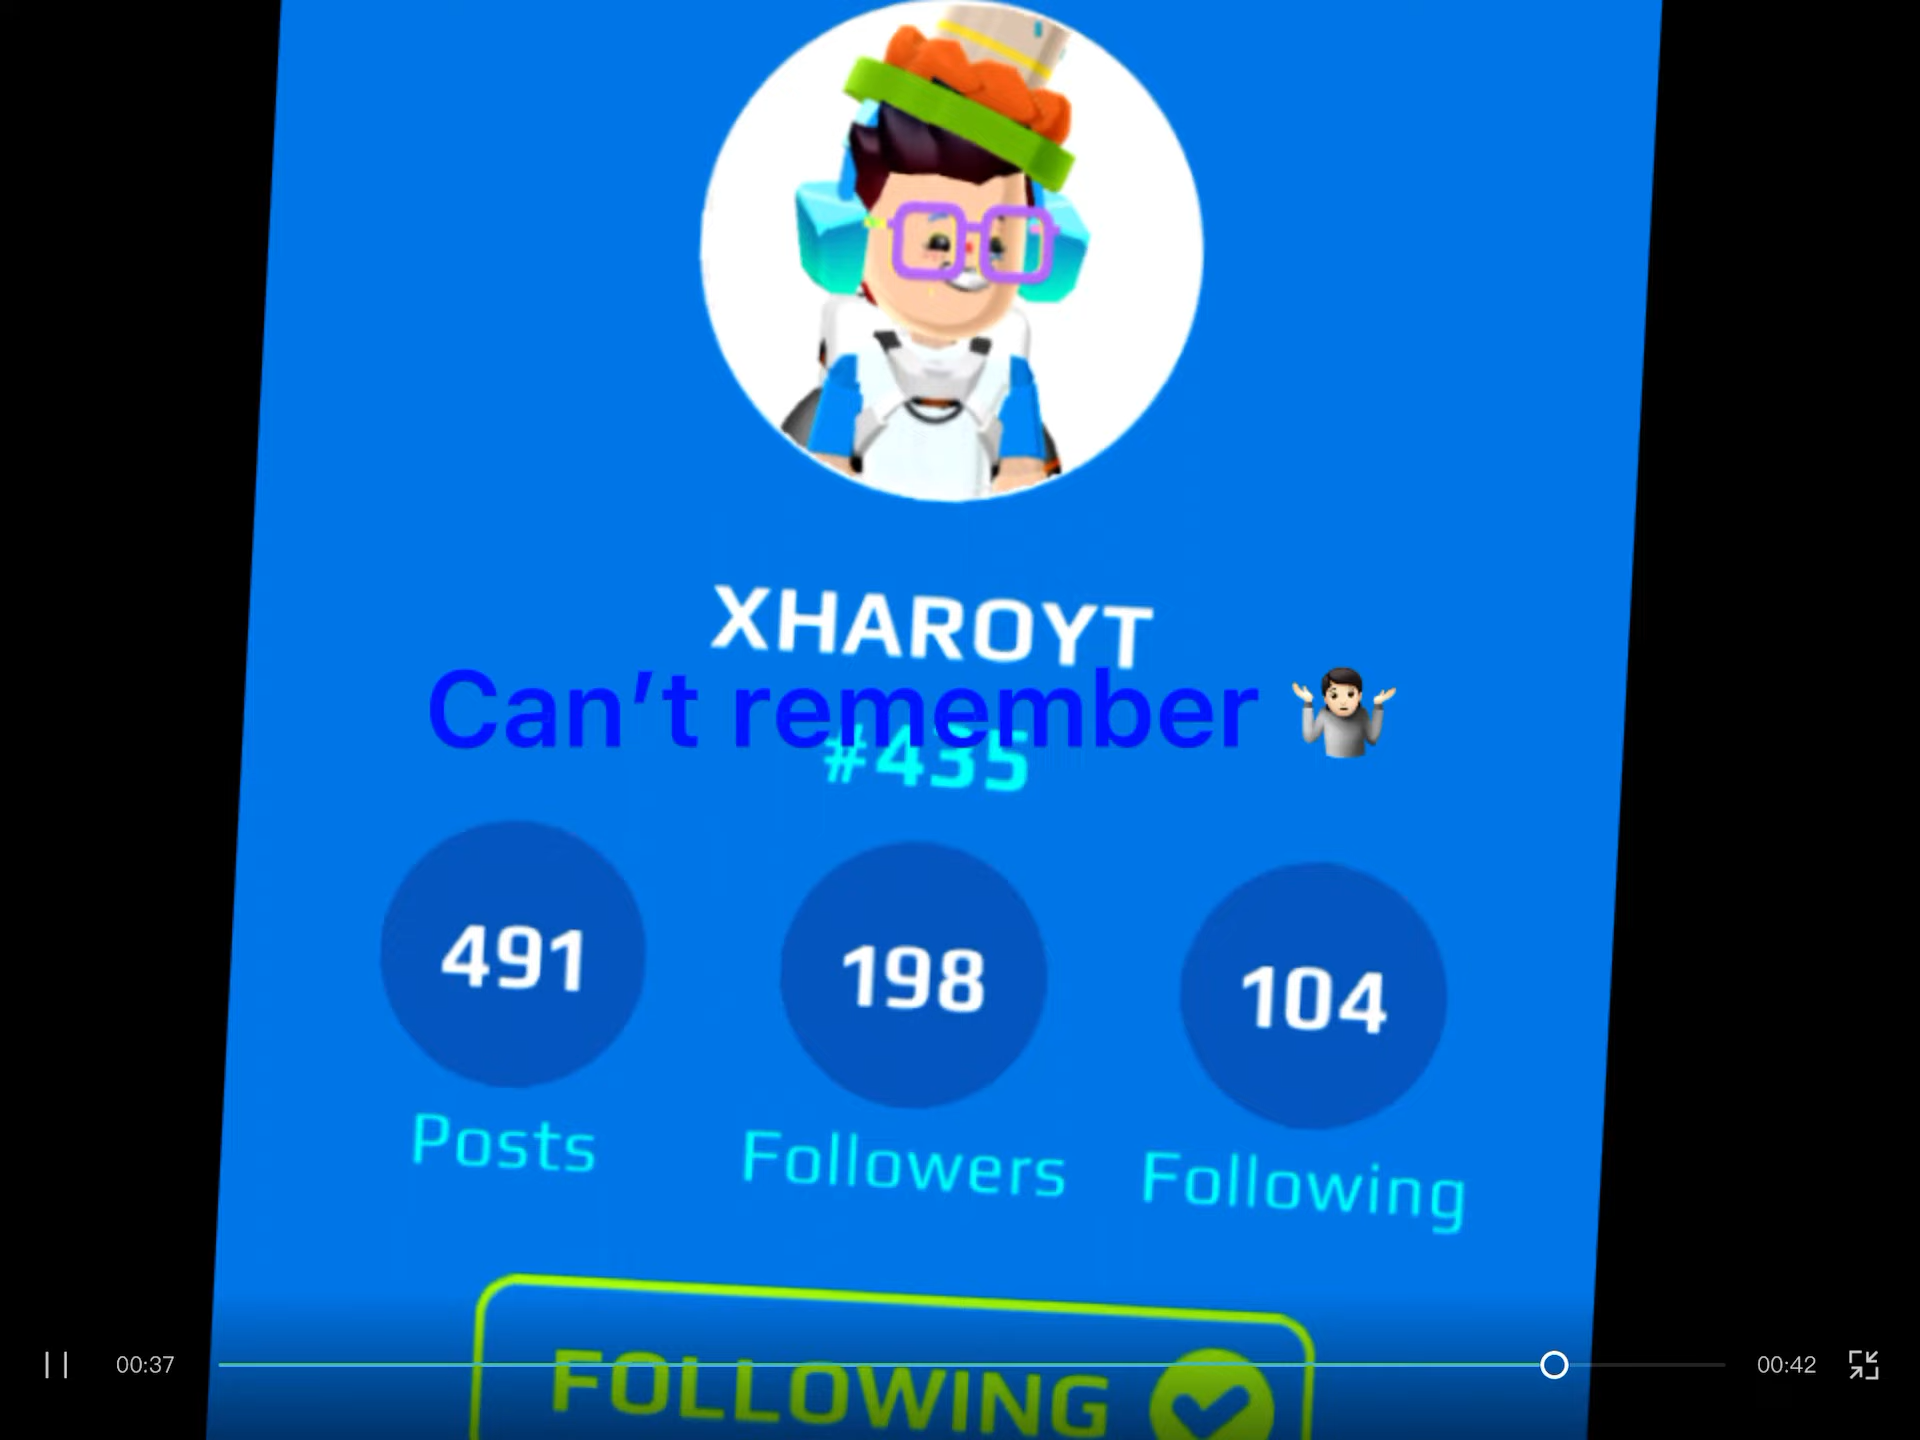 XHAROYT
Can't remember 🤷🏻
#435
491
198
104
Posts
Followers
Following
FOLLOWING
00:37
00:42